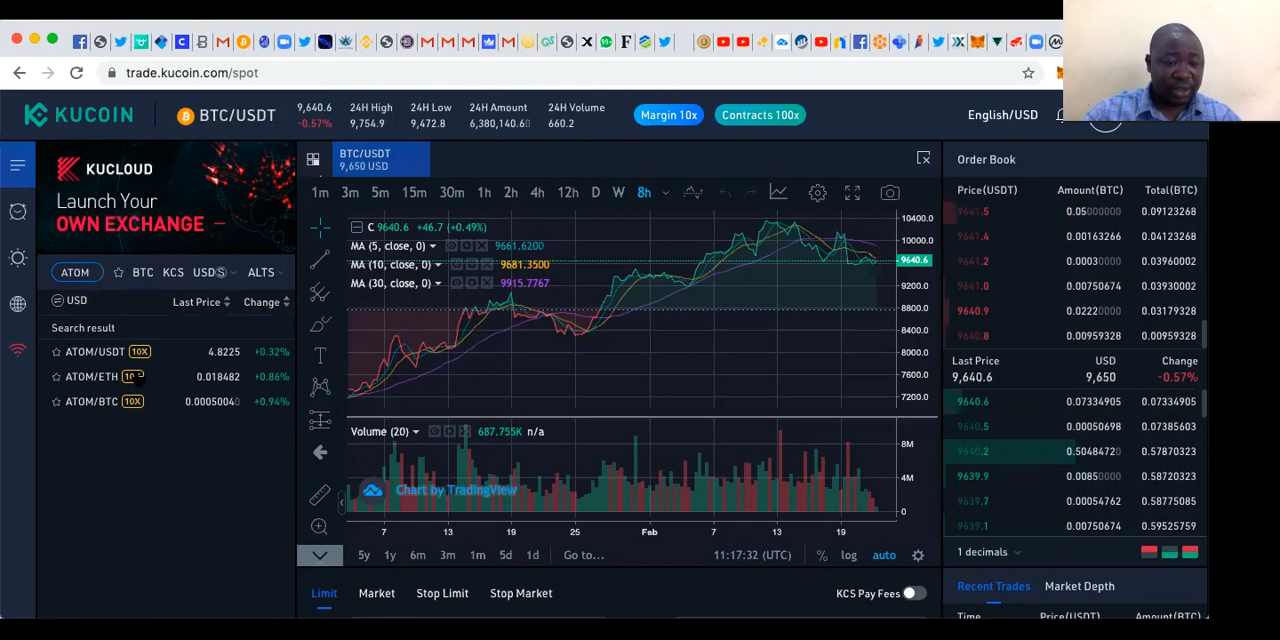 trade.kucoin.com/spot
KUCOIN
BTC/USDT
9,640.6
-0.57%
24H High
9,754.9
24H Low
9,472.8
24H Amount
6,380,140.60
24H Volume
660.2
Margin 10x
Contracts 100x
English/USD
KUCLOUD
Launch Your
OWN EXCHANGE
ATOM
BTC
KCS
USDⓈ
ALTS
USD
Last Price
Change
Search result
ATOM/USDT 10X 4.8225 +0.32%
ATOM/ETH 0.018482 +0.86%
ATOM/BTC 10X 0.00050040 +0.94%
BTC/USDT
9,650 USD
1m 3m 5m 15m 30m 1h 2h 4h 12h D W 8h
C 9640.6 +46.7 (+0.49%)
MA (5, close, 0) 9661.6200
MA (10, close, 0) 9681.3500
MA (30, close, 0) 9915.7767
10400.0
10000.0
9640.6
9200.0
8800.0
8400.0
8000.0
7600.0
7200.0
Volume (20) 687.755K n/a
8M
4M
0
Chart by TradingView
7 13 19 25 Feb 7 13 19
5y 1y 6m 3m 1m 5d 1d Go to...
11:17:32 (UTC) % log auto
Limit Market Stop Limit Stop Market
KCS Pay Fees
Order Book
Price(USDT) Amount(BTC) Total(BTC)
9641.5 0.05000000 0.09123268
9641.4 0.00163266 0.04123268
9641.2 0.00030000 0.03960002
9641.0 0.00750674 0.03930002
9640.9 0.02220000 0.03179328
9640.8 0.00959328 0.00959328
Last Price USD Change
9,640.6 9,650 -0.57%
9640.6 0.07334905 0.07334905
9640.5 0.00050698 0.07385603
9640.2 0.50484720 0.57870323
9639.9 0.00850000 0.58720323
9639.7 0.00054762 0.58775085
9639.1 0.00750674 0.59525759
1 decimals
Recent Trades Market Depth
Time Price(USDT) Amount(BTC)